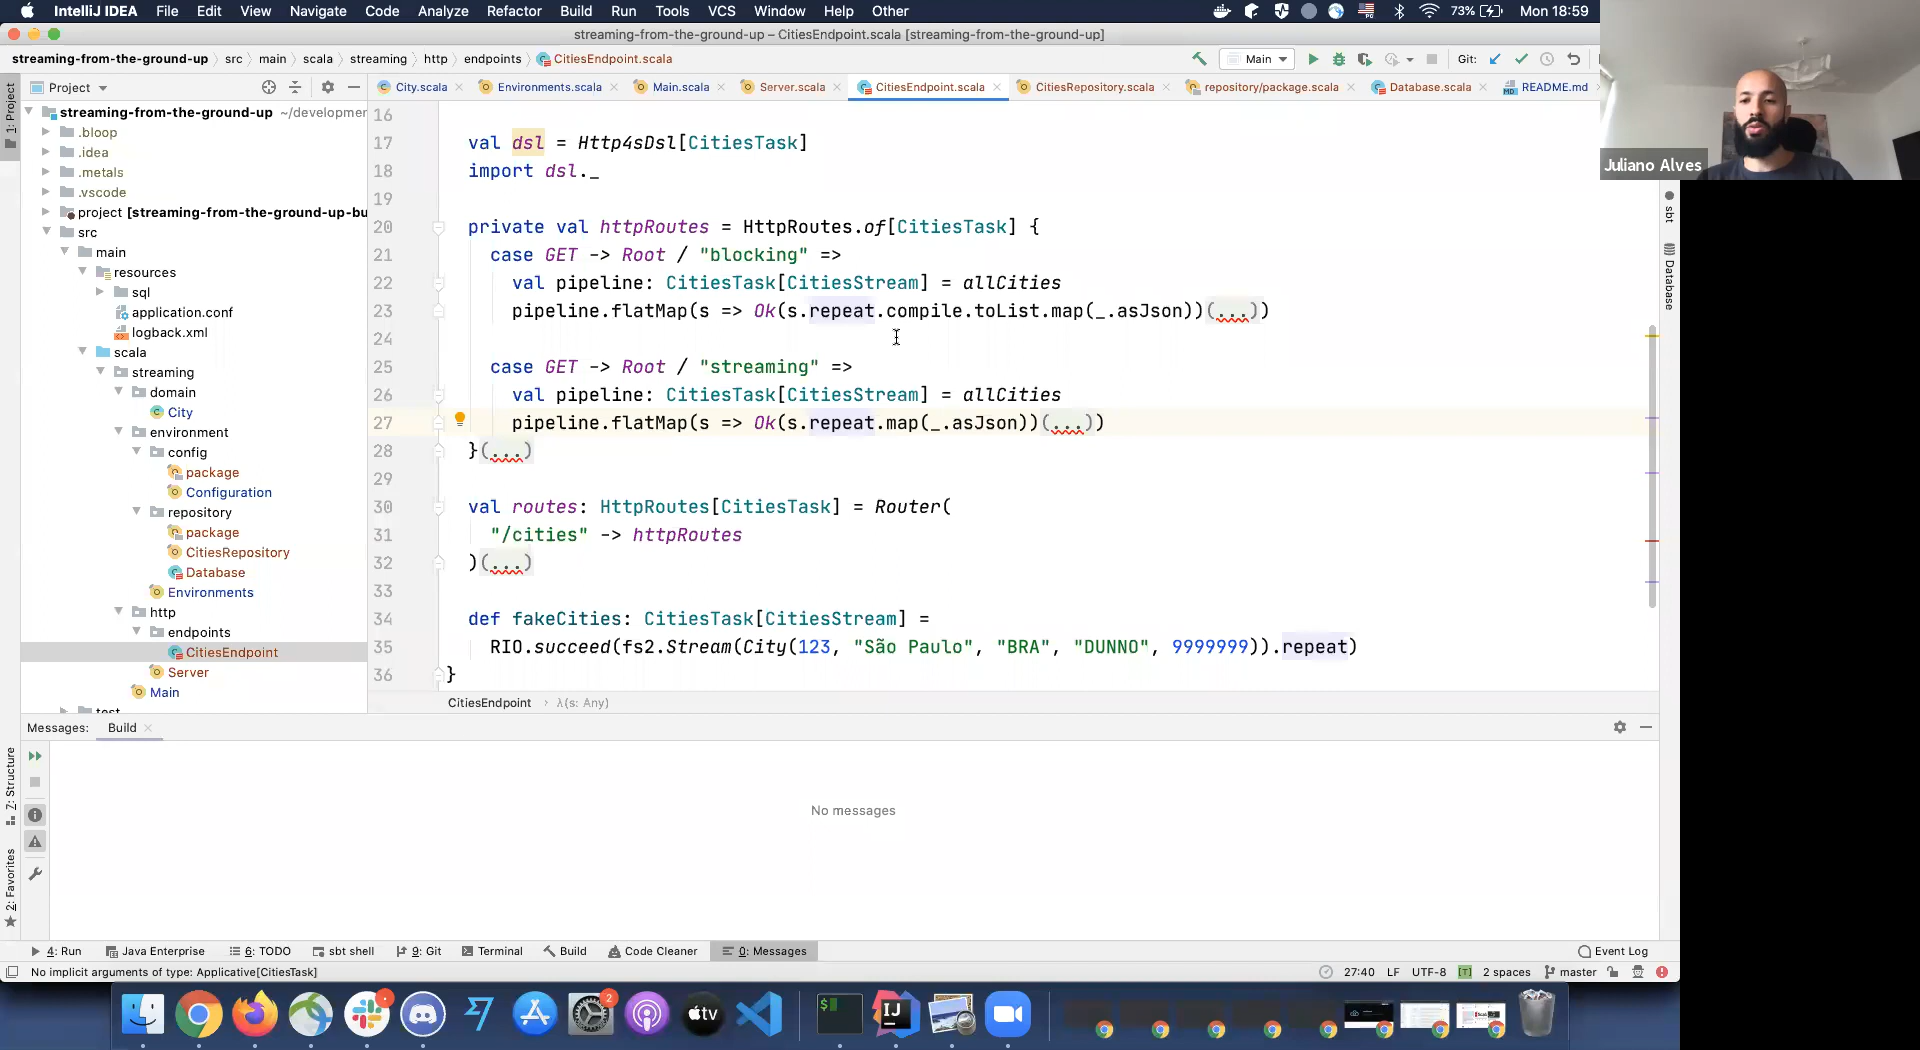 IntelliJ IDEA File Edit View Navigate Code Analyze Refactor Build Run Tools VCS Window Help Other 73% Mon 18:59
streaming-from-the-ground-up – CitiesEndpoint.scala [streaming-from-the-ground-up]
streaming-from-the-ground-up src main scala streaming http endpoints CitiesEndpoint.scala Main Git:
Project City.scala Environments.scala Main.scala Server.scala CitiesEndpoint.scala CitiesRepository.scala repository/package.scala Database.scala README.md
1: Project
streaming-from-the-ground-up ~/developmen
.bloop
.idea
.metals
.vscode
project [streaming-from-the-ground-up-bu
src
main
resources
sql
application.conf
logback.xml
scala
streaming
domain
City
environment
config
package
Configuration
repository
package
CitiesRepository
Database
Environments
http
endpoints
CitiesEndpoint
Server
Main
test
16
17 val dsl = Http4sDsl[CitiesTask]
18 import dsl._
19
20 private val httpRoutes = HttpRoutes.of[CitiesTask] {
21 case GET -> Root / "blocking" =>
22 val pipeline: CitiesTask[CitiesStream] = allCities
23 pipeline.flatMap(s => Ok(s.repeat.compile.toList.map(_.asJson))(...))
24
25 case GET -> Root / "streaming" =>
26 val pipeline: CitiesTask[CitiesStream] = allCities
27 pipeline.flatMap(s => Ok(s.repeat.map(_.asJson))(...))
28 }(...)
29
30 val routes: HttpRoutes[CitiesTask] = Router(
31 "/cities" -> httpRoutes
32 )(...)
33
34 def fakeCities: CitiesTask[CitiesStream] =
35 RIO.succeed(fs2.Stream(City(123, "São Paulo", "BRA", "DUNNO", 9999999)).repeat)
36 }
CitiesEndpoint λ(s: Any)
Juliano Alves
sbt
Database
Messages: Build
No messages
7: Structure
2: Favorites
4: Run Java Enterprise 6: TODO sbt shell 9: Git Terminal Build Code Cleaner 0: Messages Event Log
No implicit arguments of type: Applicative[CitiesTask] 27:40 LF UTF-8 [T] 2 spaces master
2
$
IJ
tv